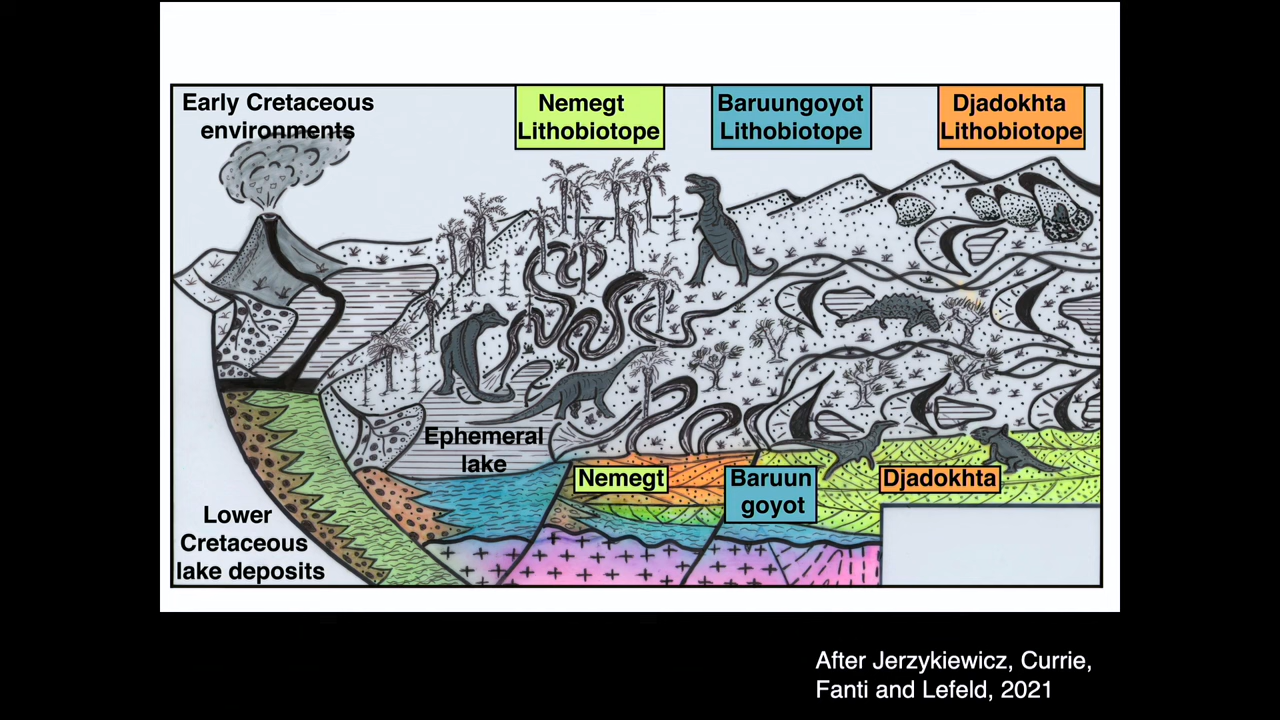 Early Cretaceous
environments
Nemegt
Lithobiotope
Baruungoyot
Lithobiotope
Djadokhta
Lithobiotope
Ephemeral
lake
Nemegt
Baruun
goyot
Djadokhta
Lower
Cretaceous
lake deposits
After Jerzykiewicz, Currie,
Fanti and Lefeld, 2021